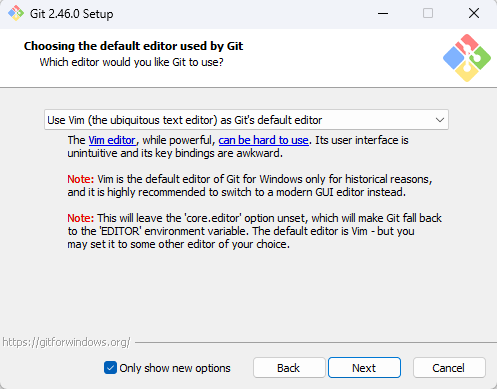 Git 2.46.0 Setup
Choosing the default editor used by Git
Which editor would you like Git to use?
Use Vim (the ubiquitous text editor) as Git's default editor
The Vim editor, while powerful, can be hard to use. Its user interface is
unintuitive and its key bindings are awkward.
Note: Vim is the default editor of Git for Windows only for historical reasons,
and it is highly recommended to switch to a modern GUI editor instead.
Note: This will leave the 'core.editor' option unset, which will make Git fall back
to the 'EDITOR' environment variable. The default editor is Vim - but you
may set it to some other editor of your choice.
https://gitforwindows.org/
Only show new options
Back
Next
Cancel